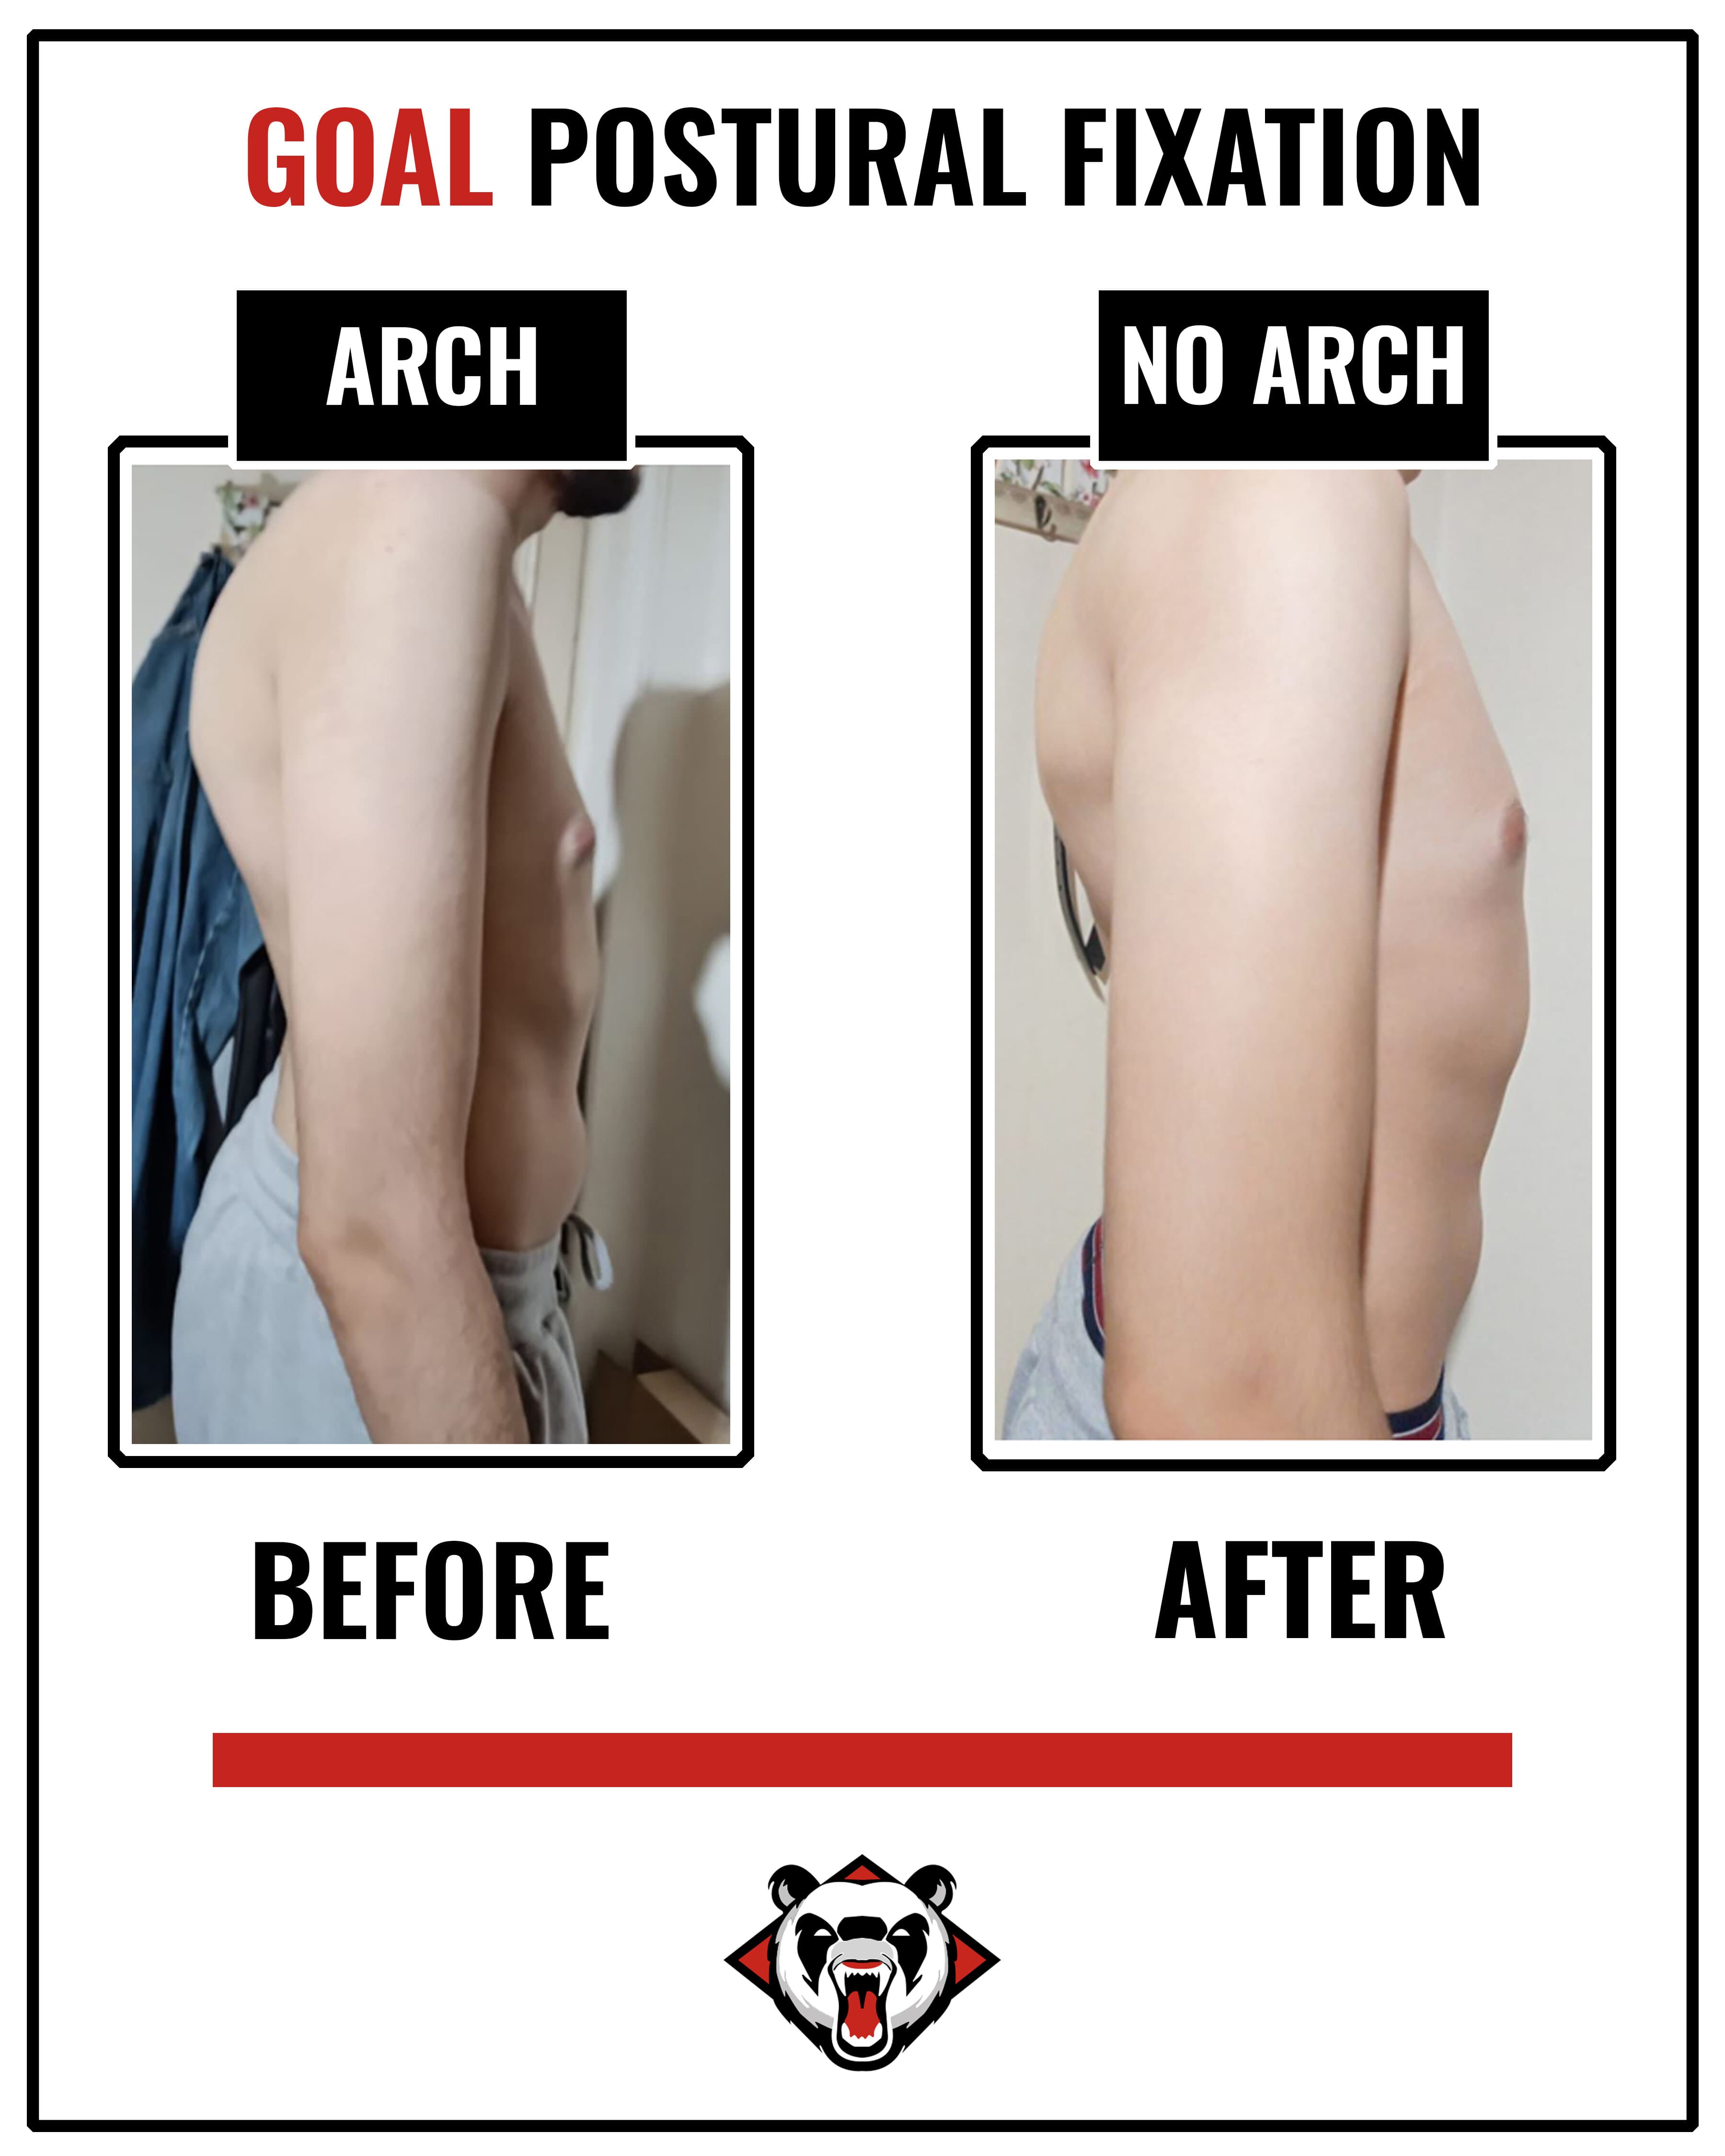 GOAL POSTURAL FIXATION
ARCH
NO ARCH
BEFORE
AFTER